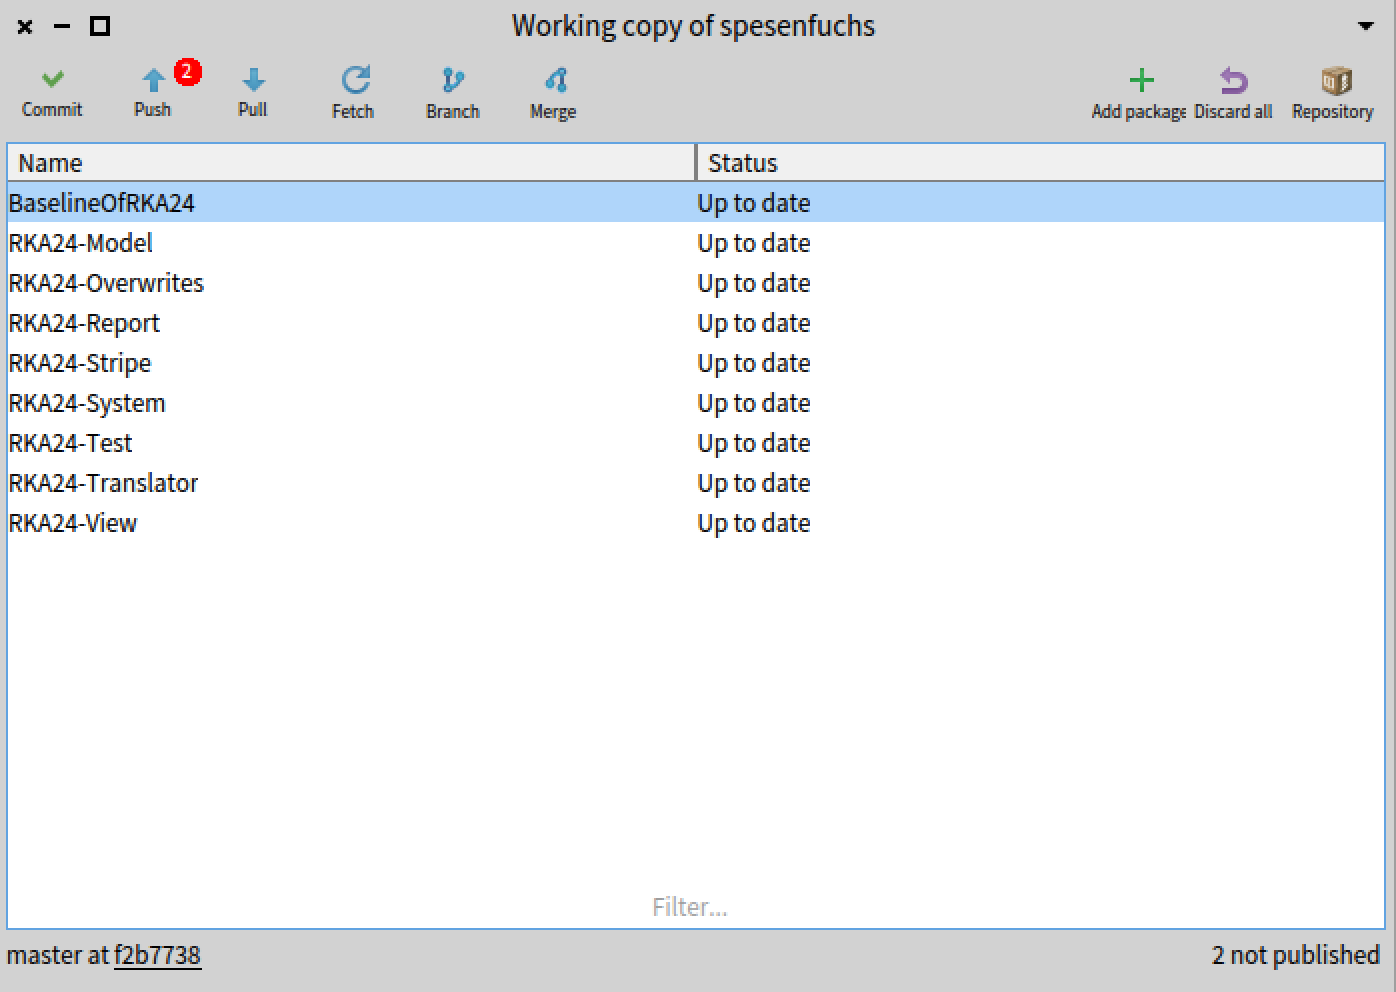 Working copy of spesenfuchs
Commit Push 2 Pull Fetch Branch Merge Add package Discard all Repository
Name Status
BaselineOfRKA24 Up to date
RKA24-Model Up to date
RKA24-Overwrites Up to date
RKA24-Report Up to date
RKA24-Stripe Up to date
RKA24-System Up to date
RKA24-Test Up to date
RKA24-Translator Up to date
RKA24-View Up to date
Filter...
master at f2b7738 2 not published